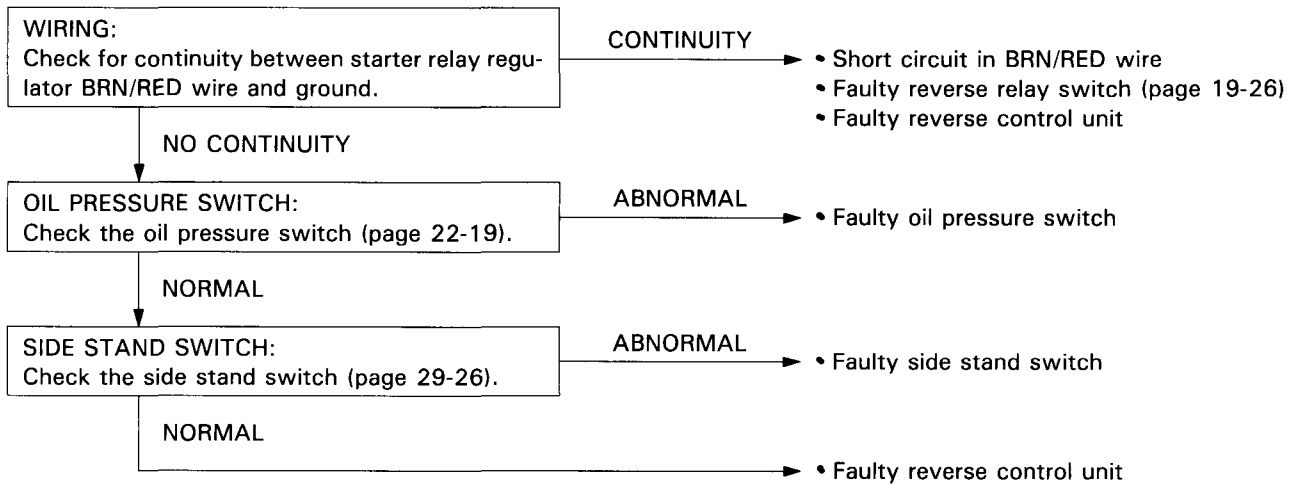 WIRING:
Check for continuity between starter relay regu-
lator BRN/RED wire and ground.
CONTINUITY
• Short circuit in BRN/RED wire
• Faulty reverse relay switch (page 19-26)
• Faulty reverse control unit
NO CONTINUITY
OIL PRESSURE SWITCH:
Check the oil pressure switch (page 22-19).
ABNORMAL
• Faulty oil pressure switch
NORMAL
SIDE STAND SWITCH:
Check the side stand switch (page 29-26).
ABNORMAL
• Faulty side stand switch
NORMAL
• Faulty reverse control unit